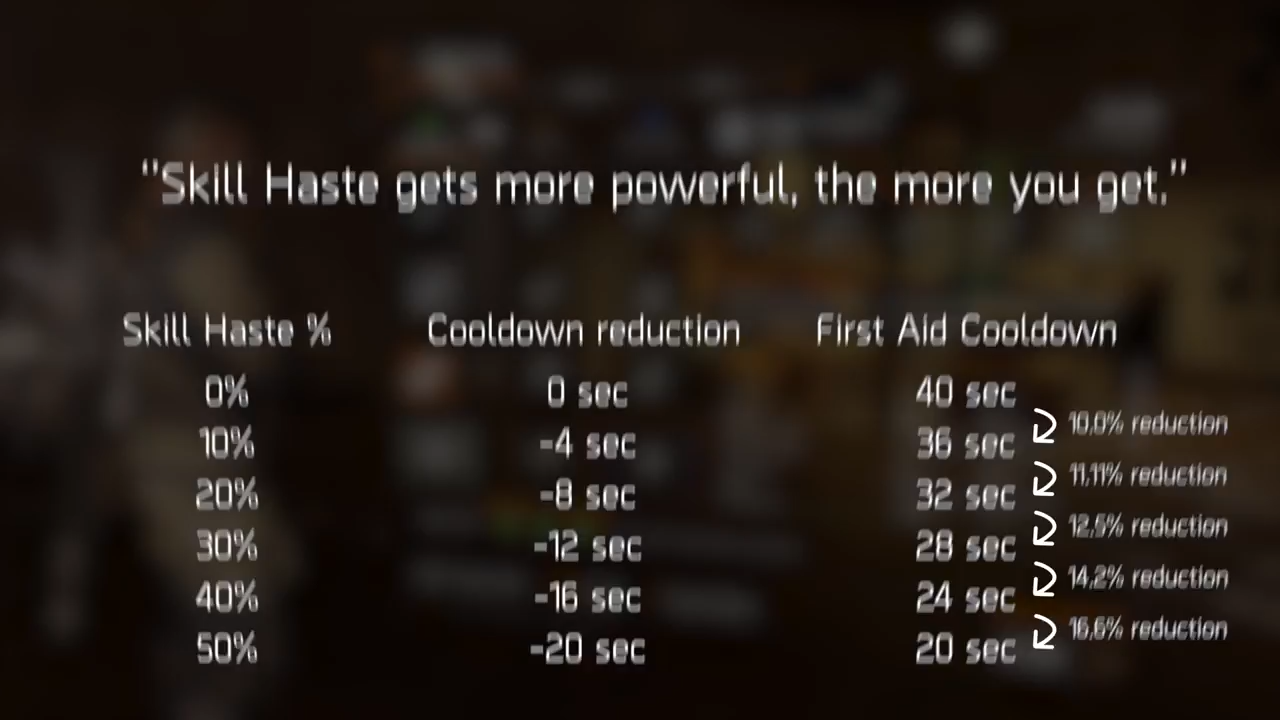 "Skill Haste gets more powerful, the more you get."
Skill Haste % Cooldown reduction First Aid Cooldown
0% 0 sec 40 sec
10,0% reduction
10% -4 sec 36 sec
11,11% reduction
20% -8 sec 32 sec
12,5% reduction
30% -12 sec 28 sec
14,2% reduction
40% -16 sec 24 sec
16,6% reduction
50% -20 sec 20 sec